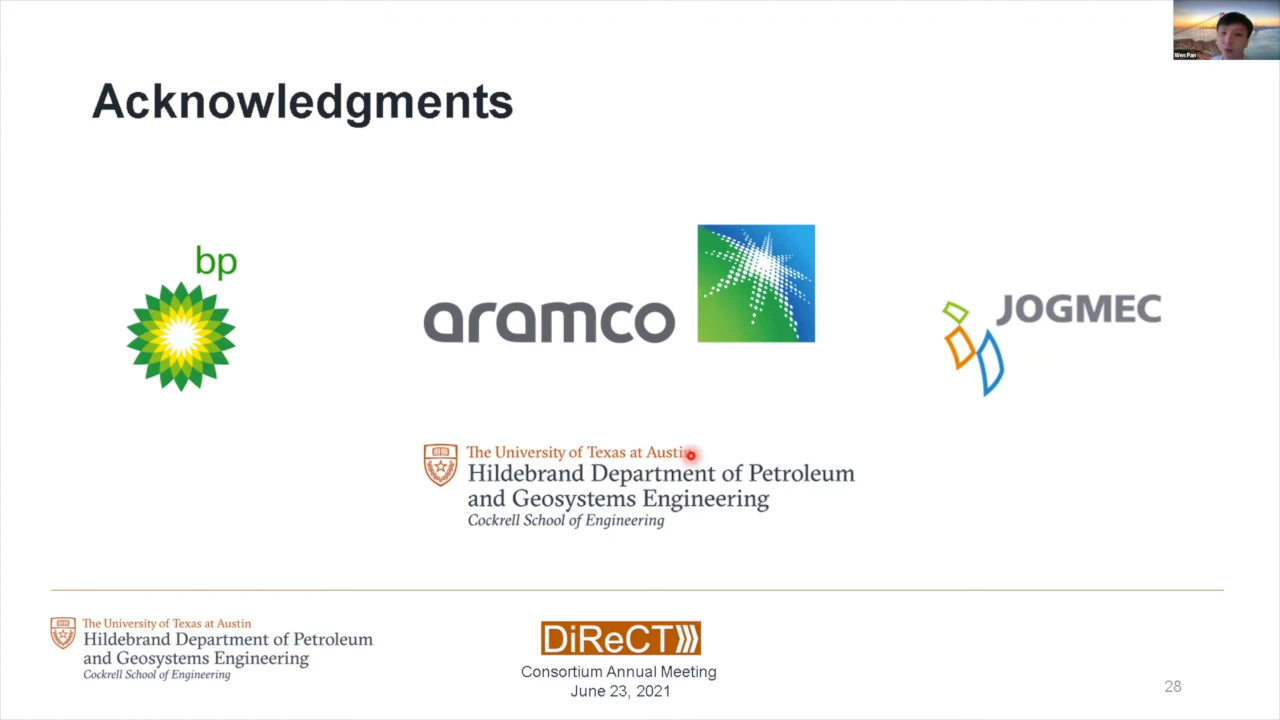 Wen Pan
Acknowledgments
bp
aramco
JOGMEC
The University of Texas at Austin
Hildebrand Department of Petroleum
and Geosystems Engineering
Cockrell School of Engineering
The University of Texas at Austin
Hildebrand Department of Petroleum
and Geosystems Engineering
Cockrell School of Engineering
DiReCT
Consortium Annual Meeting
June 23, 2021
28